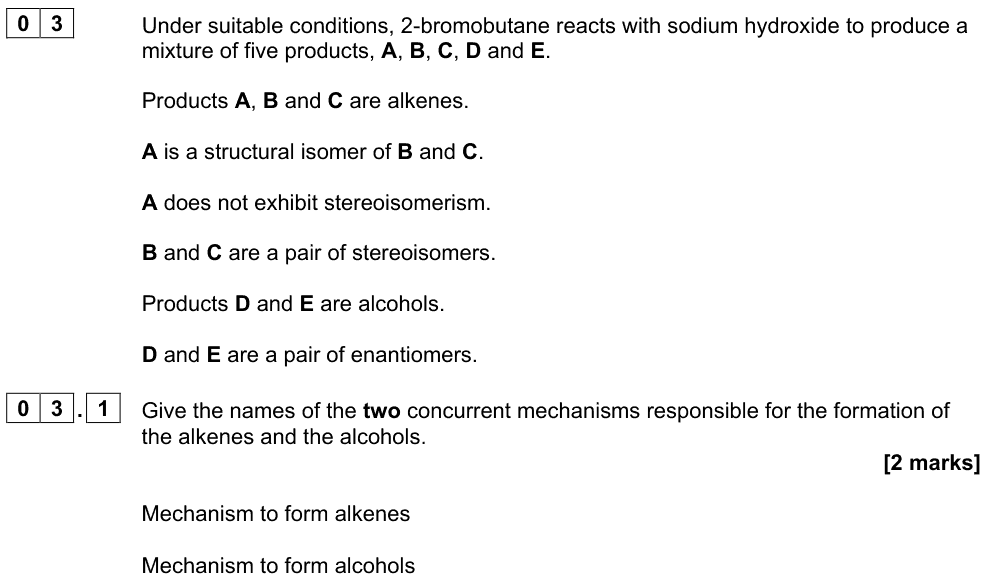 0 3 Under suitable conditions, 2-bromobutane reacts with sodium hydroxide to produce a
mixture of five products, A, B, C, D and E.
Products A, B and C are alkenes.
A is a structural isomer of B and C.
A does not exhibit stereoisomerism.
B and C are a pair of stereoisomers.
Products D and E are alcohols.
D and E are a pair of enantiomers.
0 3 . 1 Give the names of the two concurrent mechanisms responsible for the formation of
the alkenes and the alcohols.
[2 marks]
Mechanism to form alkenes
Mechanism to form alcohols